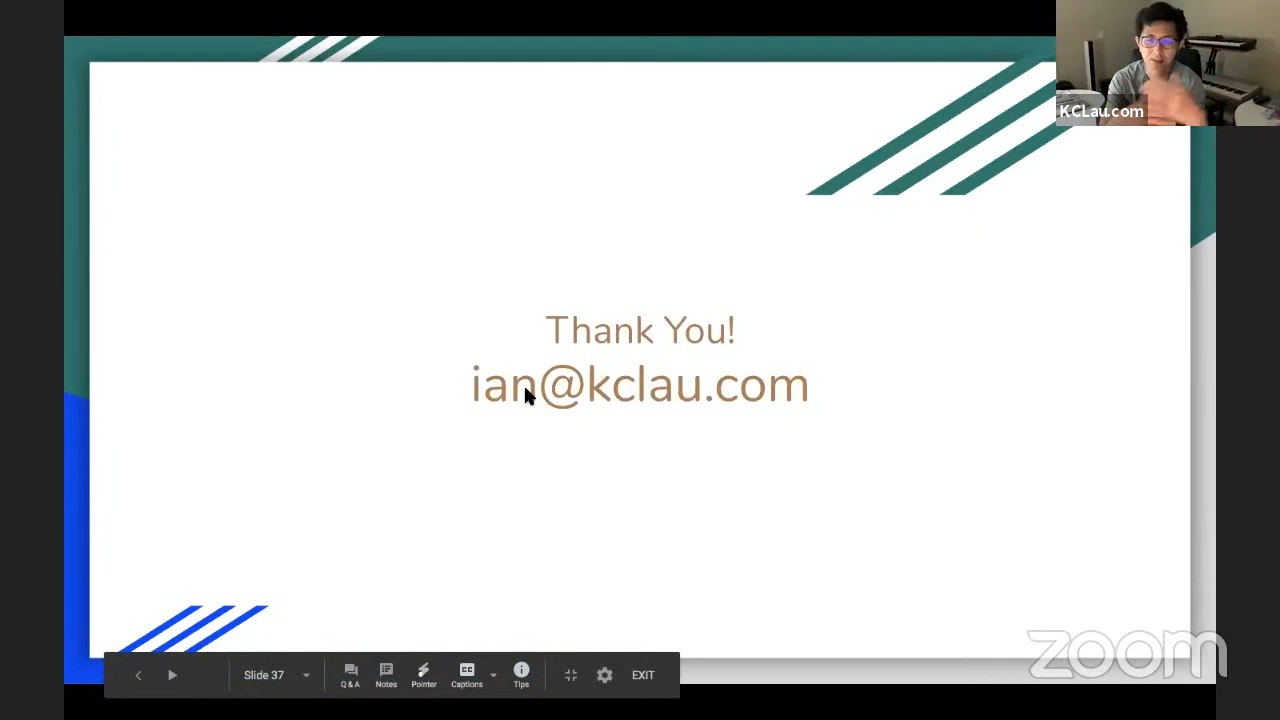 KCLau.com
Thank You!
ian@kclau.com
Slide 37
Q & A
Notes
Pointer
Captions
Tips
EXIT
zoom